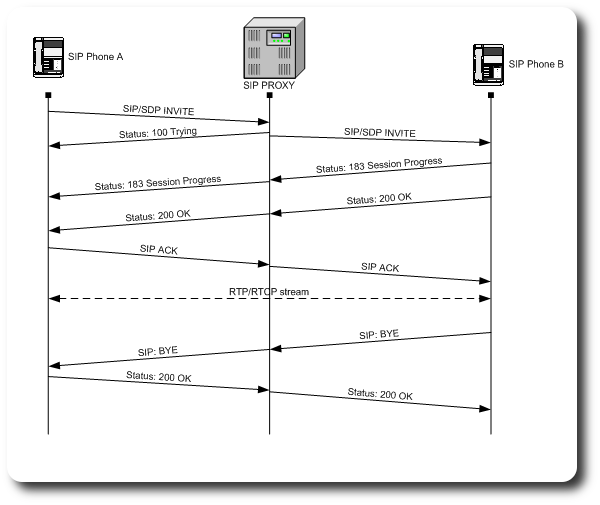 SIP Phone A
SIP PROXY
SIP Phone B
SIP/SDP INVITE
Status: 100 Trying
SIP/SDP INVITE
Status: 183 Session Progress
Status: 183 Session Progress
Status: 200 OK
Status: 200 OK
SIP ACK
SIP ACK
RTP/RTCP stream
SIP: BYE
SIP: BYE
Status: 200 OK
Status: 200 OK